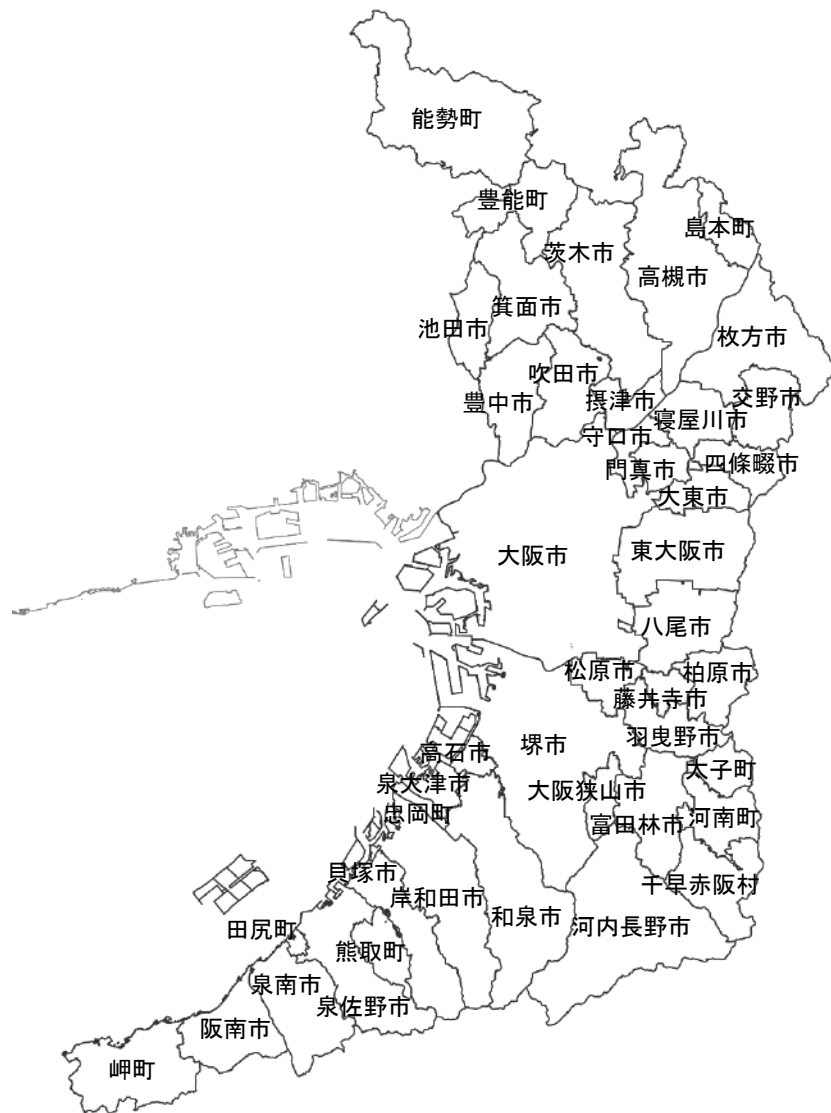 能勢町
豊能町
島本町
茨木市
高槻市
箕面市
池田市
枚方市
吹田市
豊中市
摂津市
交野市
寝屋川市
守口市
門真市
四條畷市
大東市
大阪市
東大阪市
八尾市
松原市
柏原市
藤井寺市
羽曳野市
堺市
高石市
太子町
泉大津市
大阪狭山市
忠岡町
富田林市
河南町
貝塚市
千早赤阪村
岸和田市
和泉市
河内長野市
田尻町
熊取町
泉南市
泉佐野市
阪南市
岬町